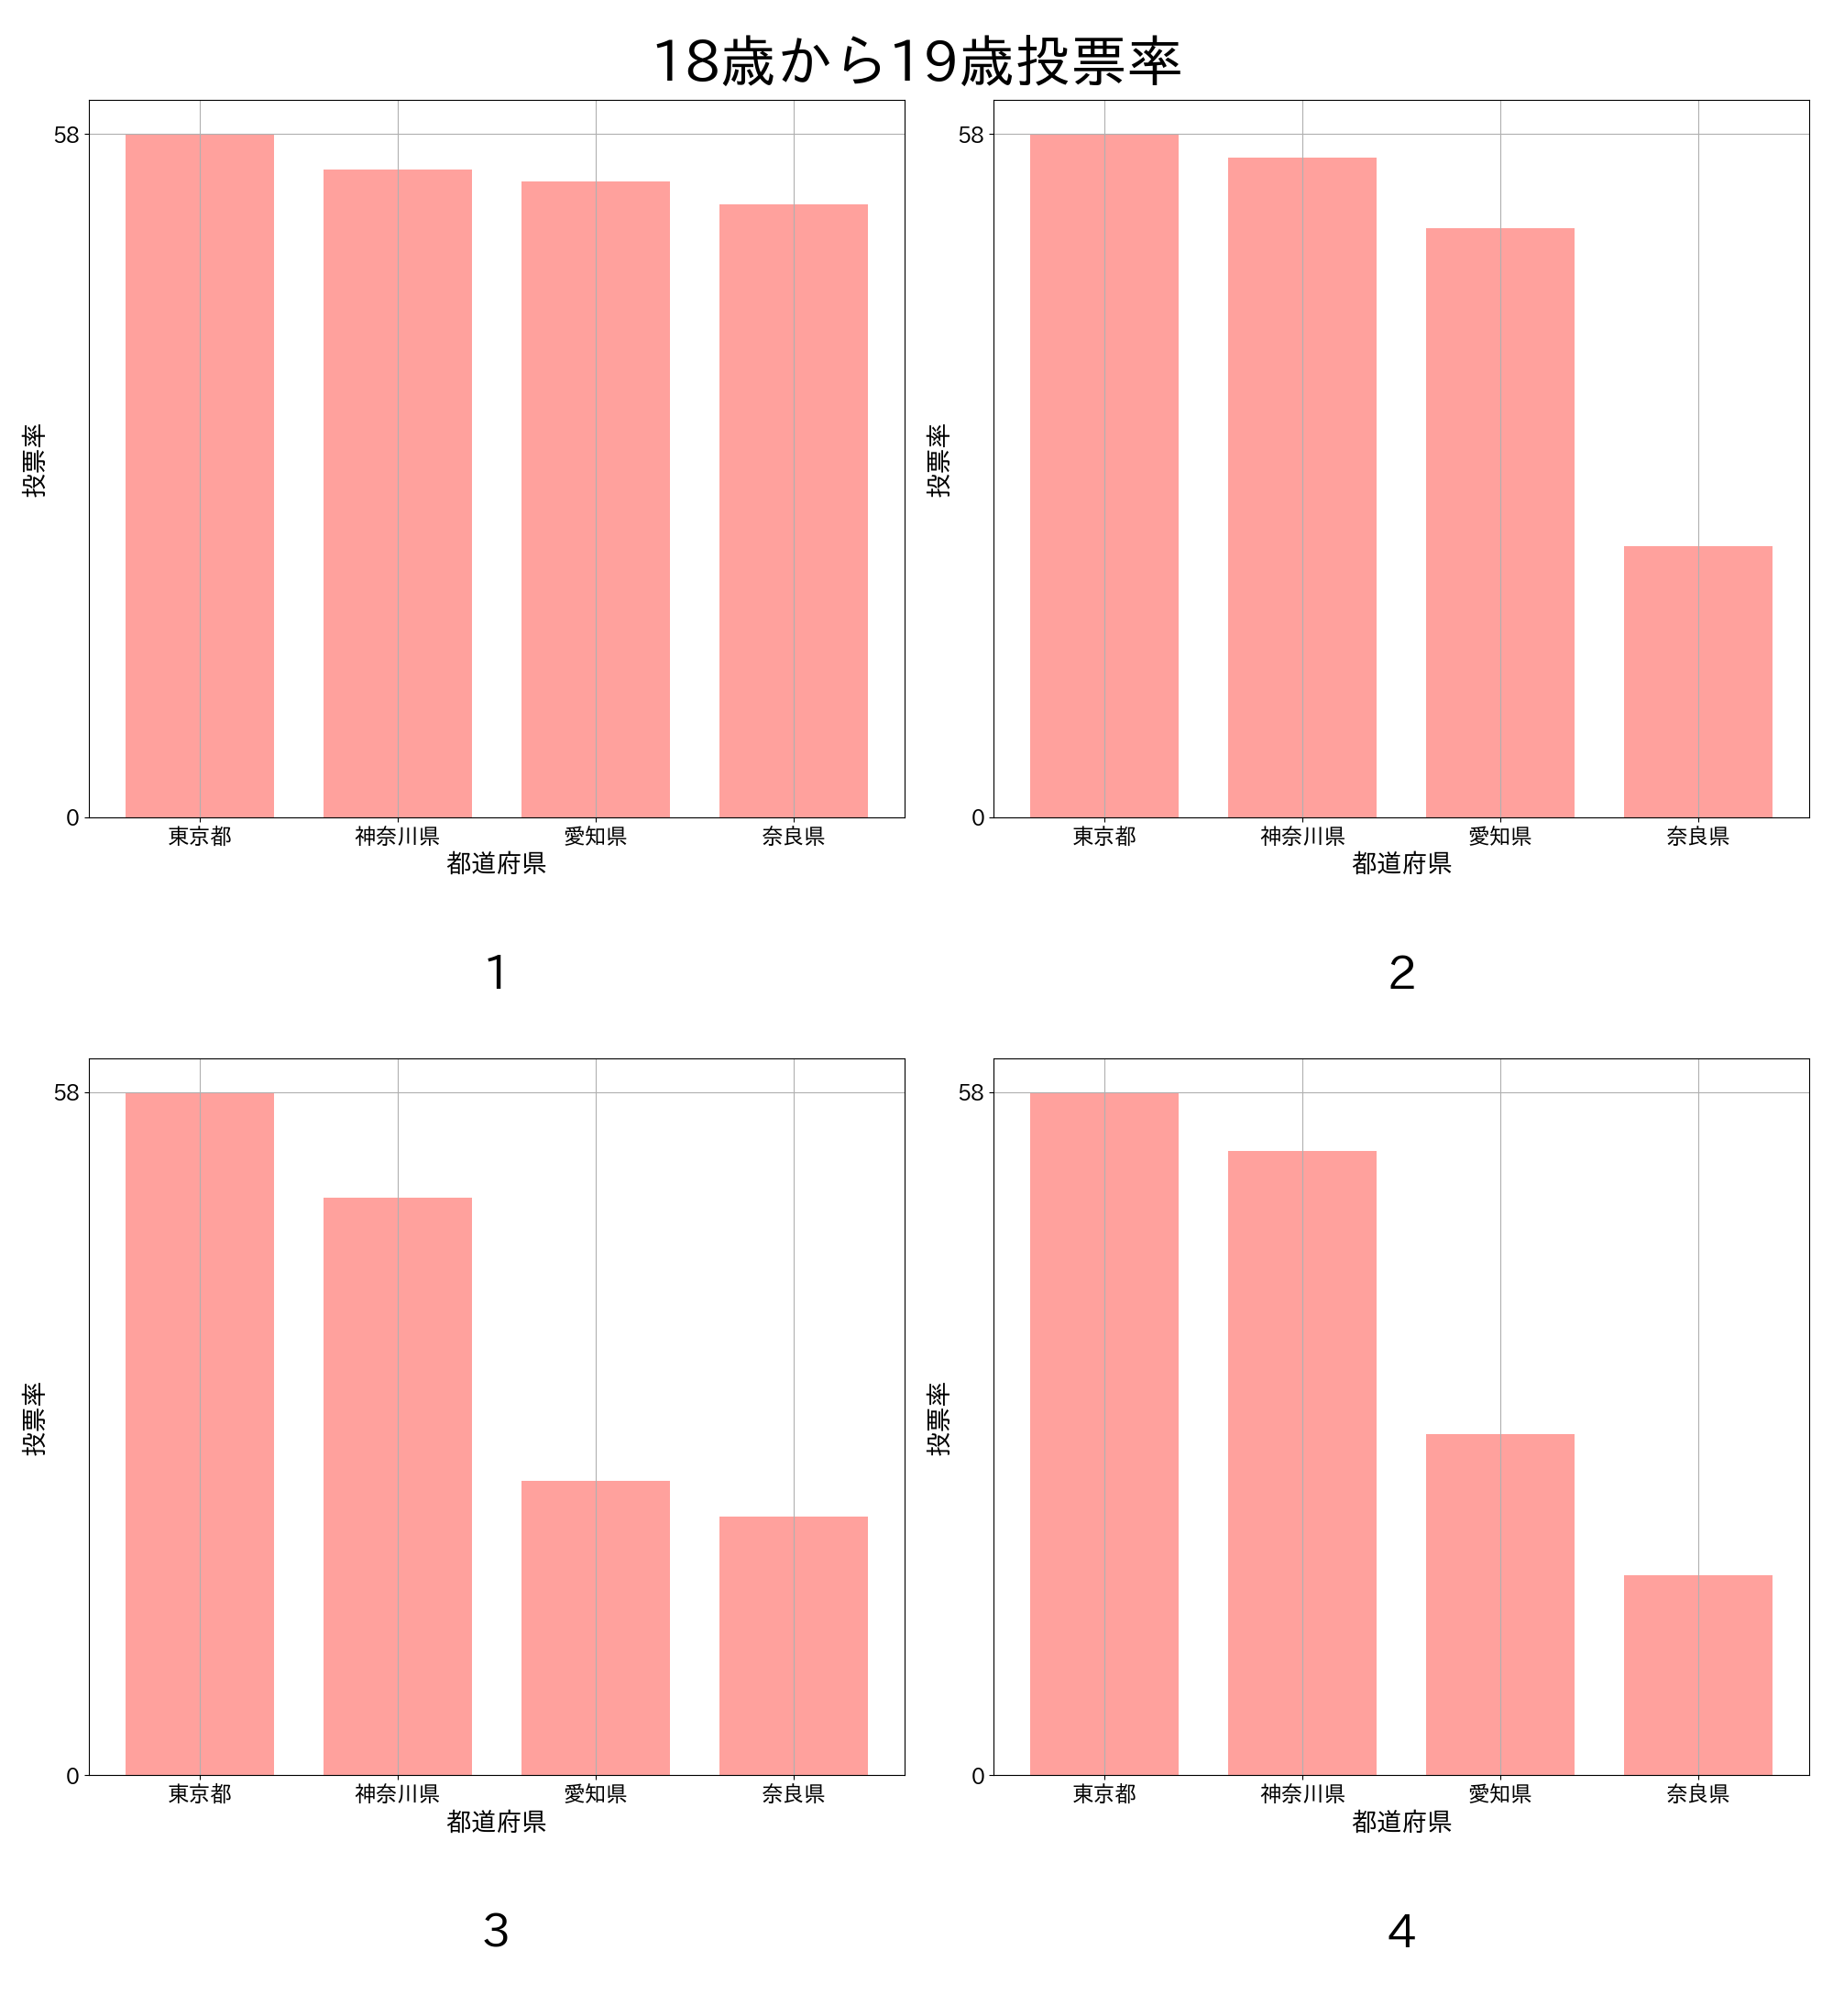 18歳から19歳投票率
58
0
投票率
東京都 神奈川県 愛知県 奈良県
都道府県
1
58
0
投票率
東京都 神奈川県 愛知県 奈良県
都道府県
2
58
0
投票率
東京都 神奈川県 愛知県 奈良県
都道府県
3
58
0
投票率
東京都 神奈川県 愛知県 奈良県
都道府県
4